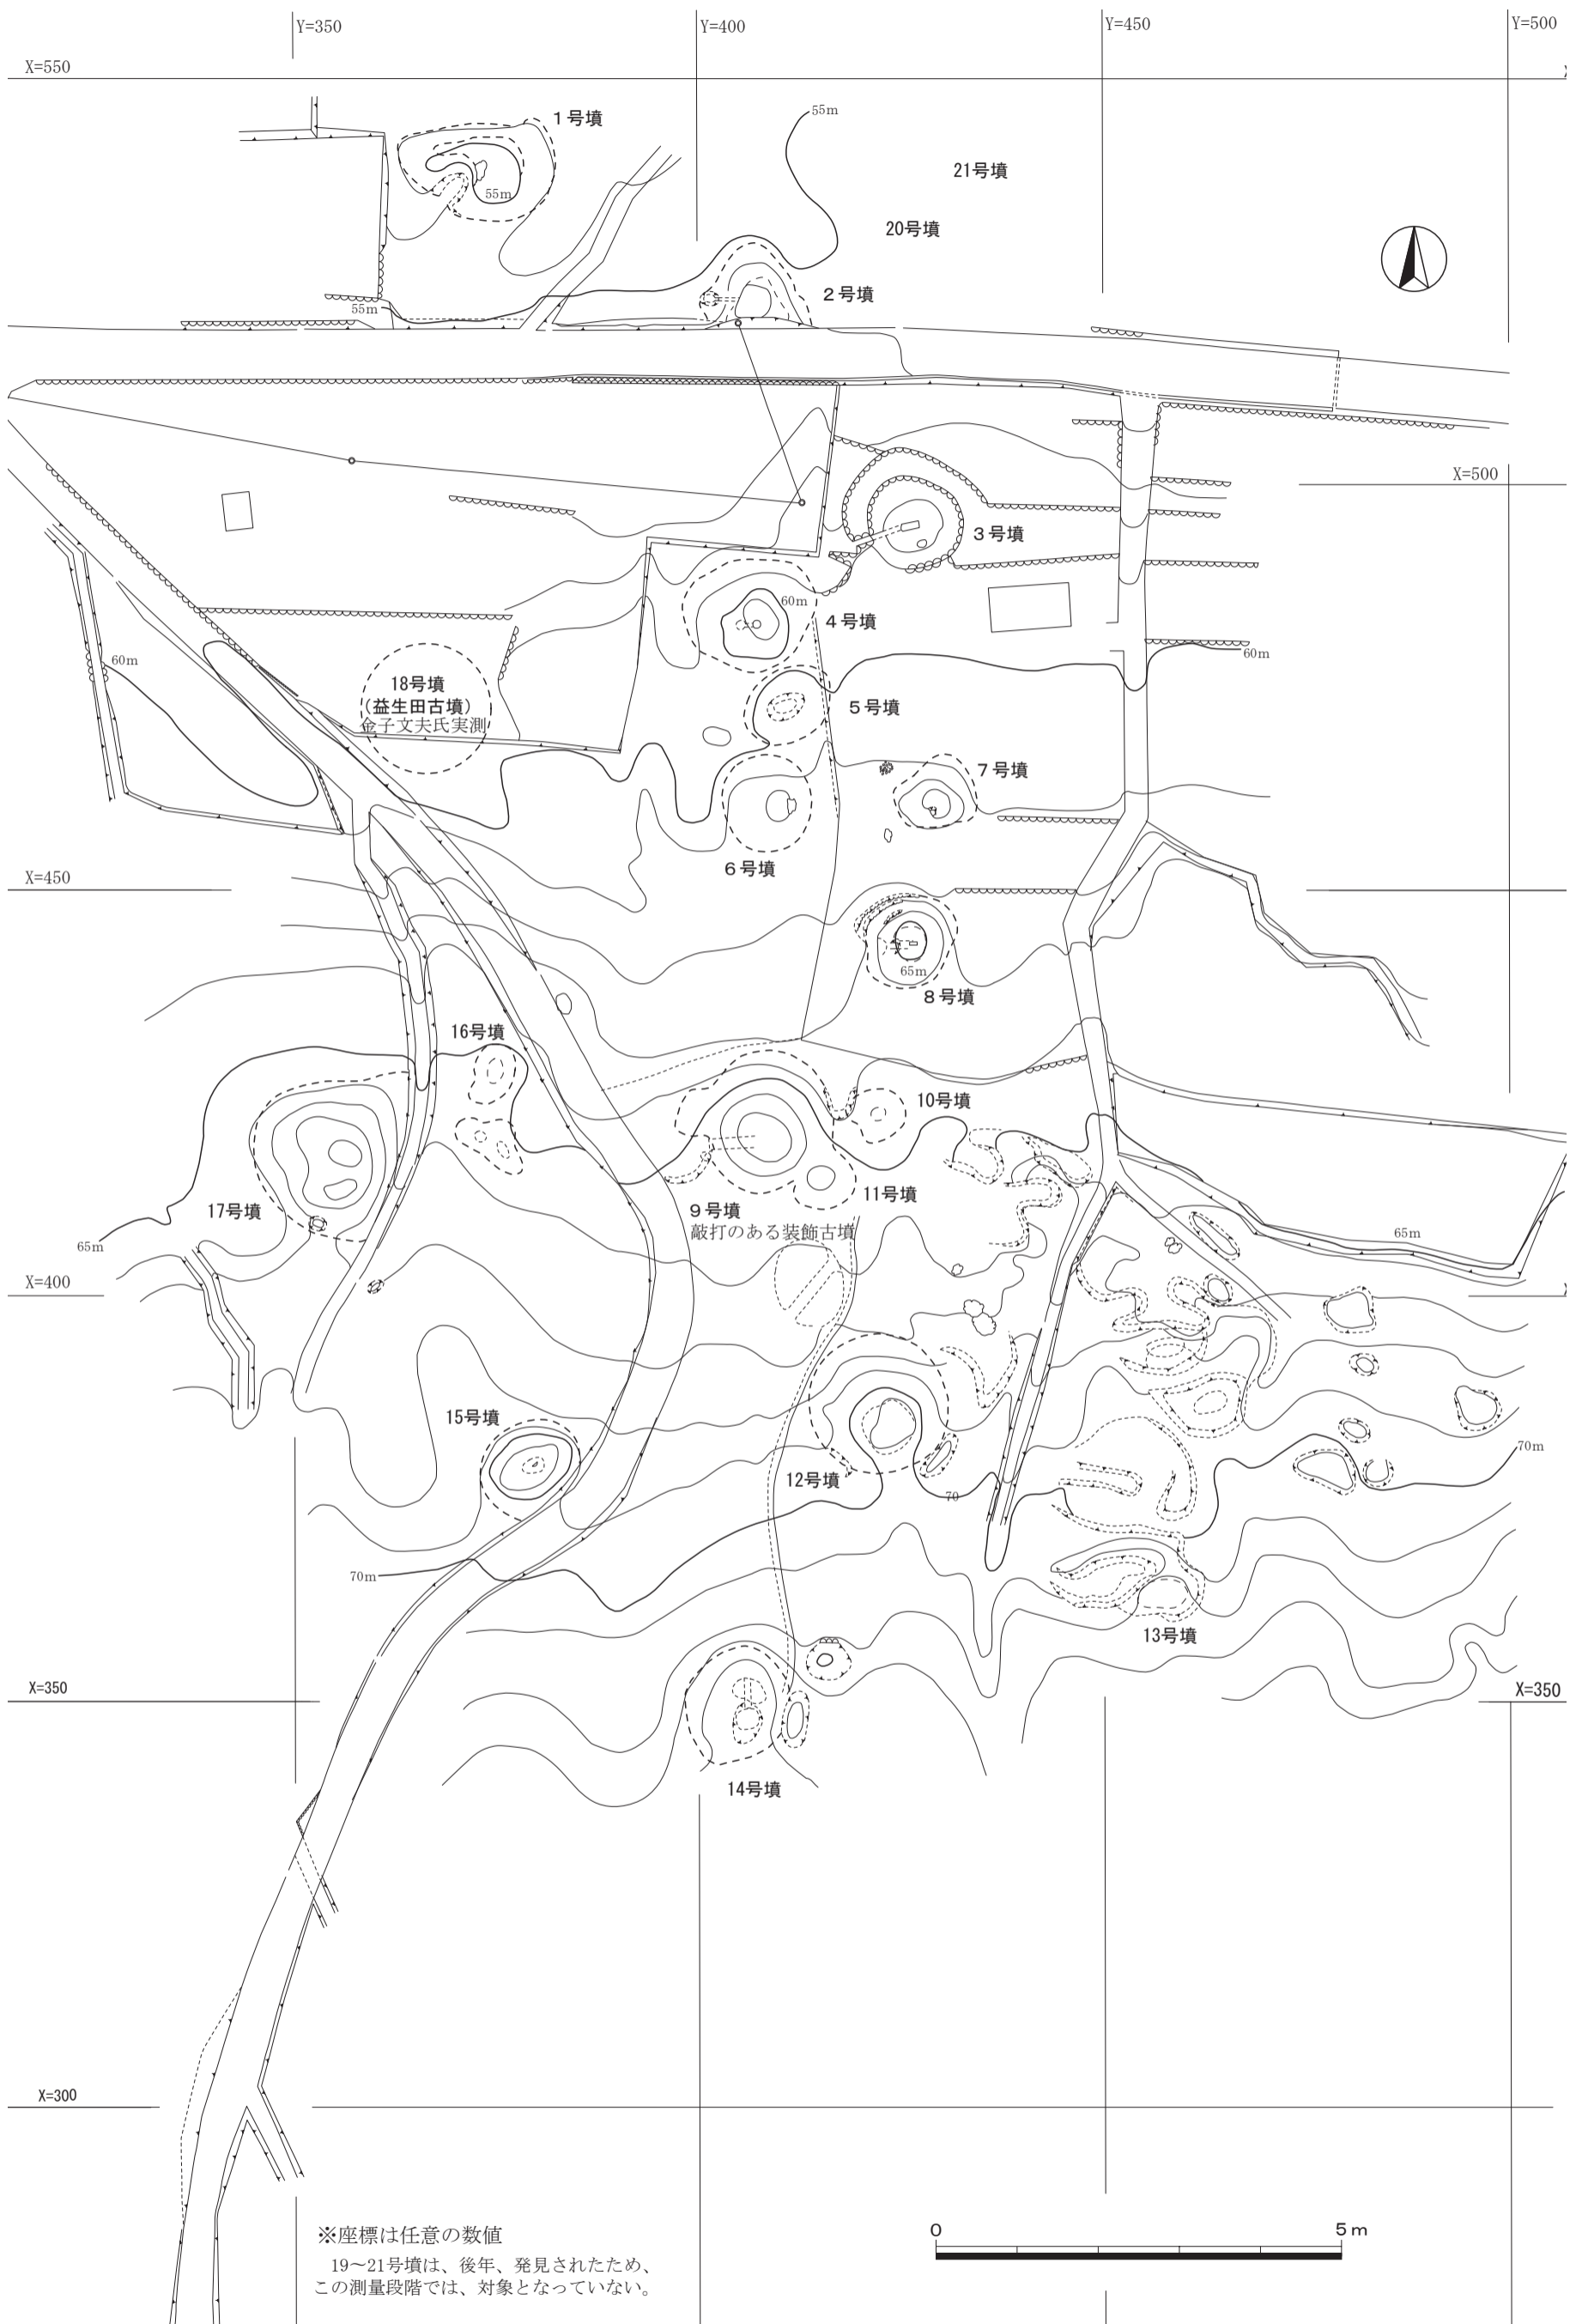 Y=350
Y=400
Y=450
Y=500
X=550
1号墳
55m
21号墳
55m
20号墳
2号墳
55m
X=500
3号墳
60m
4号墳
60m
60m
18号墳
(益生田古墳)
金子文夫氏実測
5号墳
7号墳
6号墳
X=450
65m
8号墳
16号墳
10号墳
11号墳
17号墳
9号墳
敲打のある装飾古墳
65m
65m
X=400
15号墳
70m
12号墳
70
70m
13号墳
X=350
X=350
14号墳
X=300
※座標は任意の数値
0
5m
19～21号墳は、後年、発見されたため、
この測量段階では、対象となっていない。